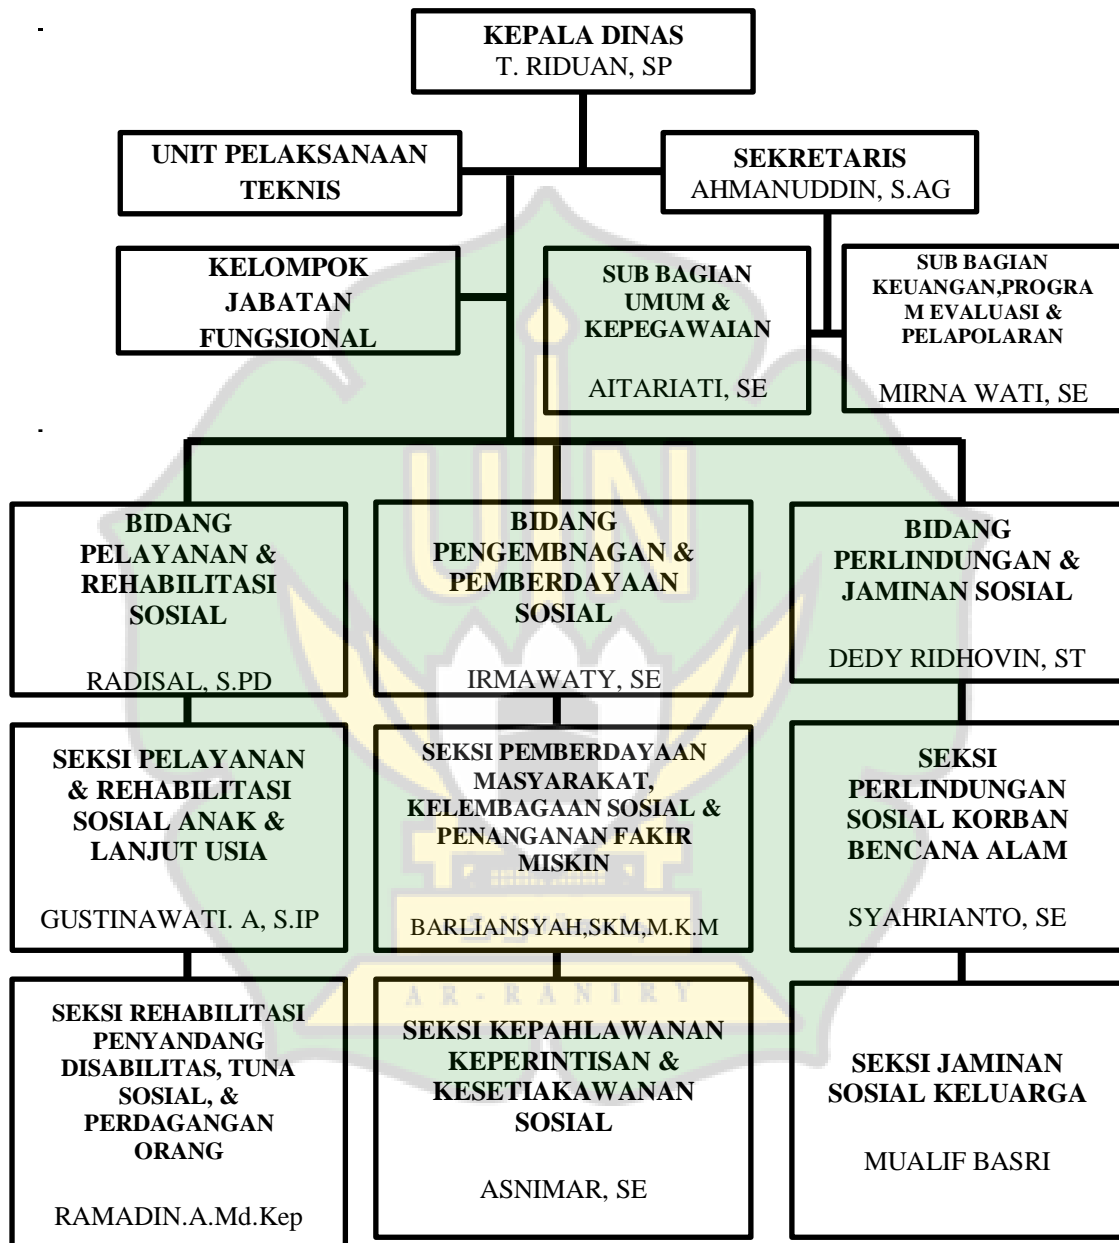 KEPALA DINAS
T. RIDUAN, SP
UNIT PELAKSANAAN
TEKNIS
SEKRETARIS
AHMANUDDIN, S.AG
KELOMPOK
JABATAN
FUNGSIONAL
SUB BAGIAN
UMUM &
KEPEGAWAIAN
AITARIATI, SE
SUB BAGIAN
KEUANGAN,PROGRA
M EVALUASI &
PELAPOLARAN
MIRNA WATI, SE
BIDANG
PELAYANAN &
REHABILITASI
SOSIAL
RADISAL, S.PD
BIDANG
PENGEMBNAGAN &
PEMBERDAYAAN
SOSIAL
IRMAWATY, SE
BIDANG
PERLINDUNGAN &
JAMINAN SOSIAL
DEDY RIDHOVIN, ST
SEKSI PELAYANAN
& REHABILITASI
SOSIAL ANAK &
LANJUT USIA
GUSTINAWATI. A, S.IP
SEKSI PEMBERDAYAAN
MASYARAKAT,
KELEMBAGAAN SOSIAL &
PENANGANAN FAKIR
MISKIN
BARLIANSYAH,SKM,M.K.M
SEKSI
PERLINDUNGAN
SOSIAL KORBAN
BENCANA ALAM
SYAHRIANTO, SE
SEKSI REHABILITASI
PENYANDANG
DISABILITAS, TUNA
SOSIAL, &
PERDAGANGAN
ORANG
RAMADIN.A.Md.Kep
SEKSI KEPAHLAWANAN
KEPERINTISAN &
KESETIAKAWANAN
SOSIAL
ASNIMAR, SE
SEKSI JAMINAN
SOSIAL KELUARGA
MUALIF BASRI
UIN
AR-RANIRY